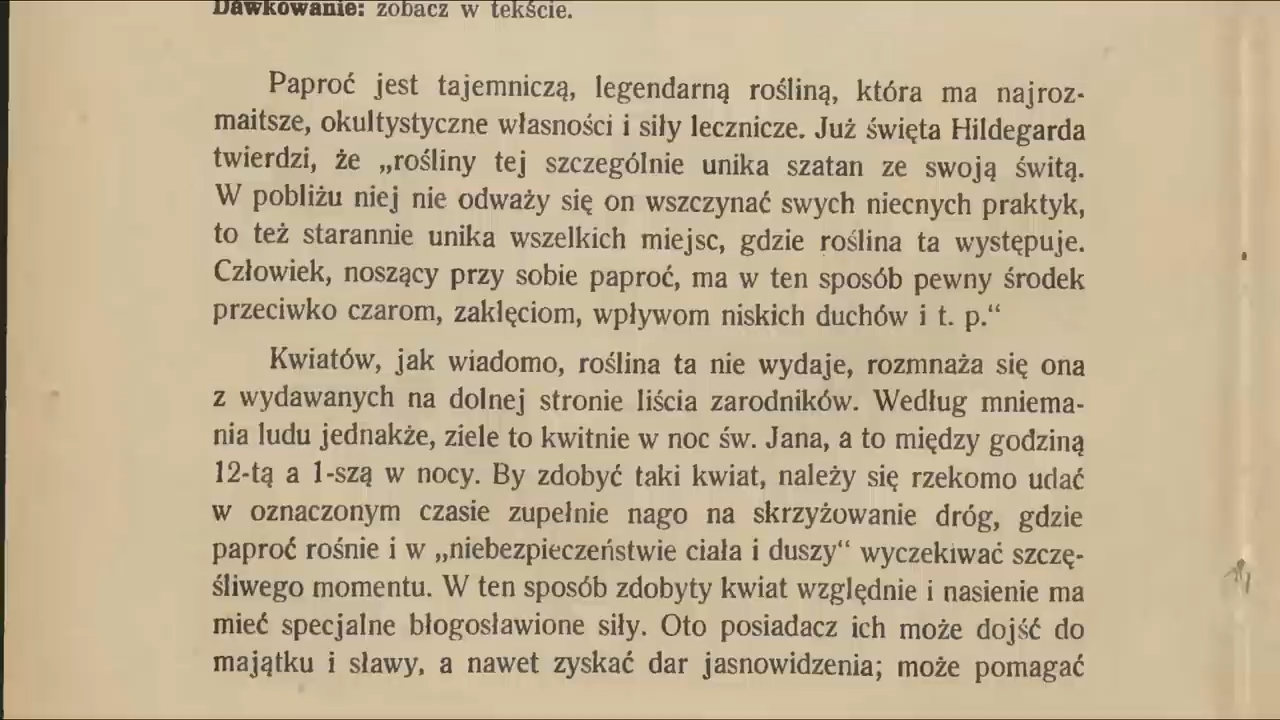 Dawkowanie: zobacz w tekście.
Paproć jest tajemniczą, legendarną rośliną, która ma najroz-
maitsze, okultystyczne własności i siły lecznicze. Już święta Hildegarda
twierdzi, że „rośliny tej szczególnie unika szatan ze swoją świtą.
W pobliżu niej nie odważy się on wszczynać swych niecnych praktyk,
to też starannie unika wszelkich miejsc, gdzie roślina ta występuje.
Człowiek, noszący przy sobie paproć, ma w ten sposób pewny środek
przeciwko czarom, zaklęciom, wpływom niskich duchów i t. p.“
Kwiatów, jak wiadomo, roślina ta nie wydaje, rozmnaża się ona
z wydawanych na dolnej stronie liścia zarodników. Według mniema-
nia ludu jednakże, ziele to kwitnie w noc św. Jana, a to między godziną
12-tą a 1-szą w nocy. By zdobyć taki kwiat, należy się rzekomo udać
w oznaczonym czasie zupełnie nago na skrzyżowanie dróg, gdzie
paproć rośnie i w „niebezpieczeństwie ciała i duszy“ wyczekiwać szczę-
śliwego momentu. W ten sposób zdobyty kwiat względnie i nasienie ma
mieć specjalne błogosławione siły. Oto posiadacz ich może dojść do
majątku i sławy, a nawet zyskać dar jasnowidzenia; może pomagać